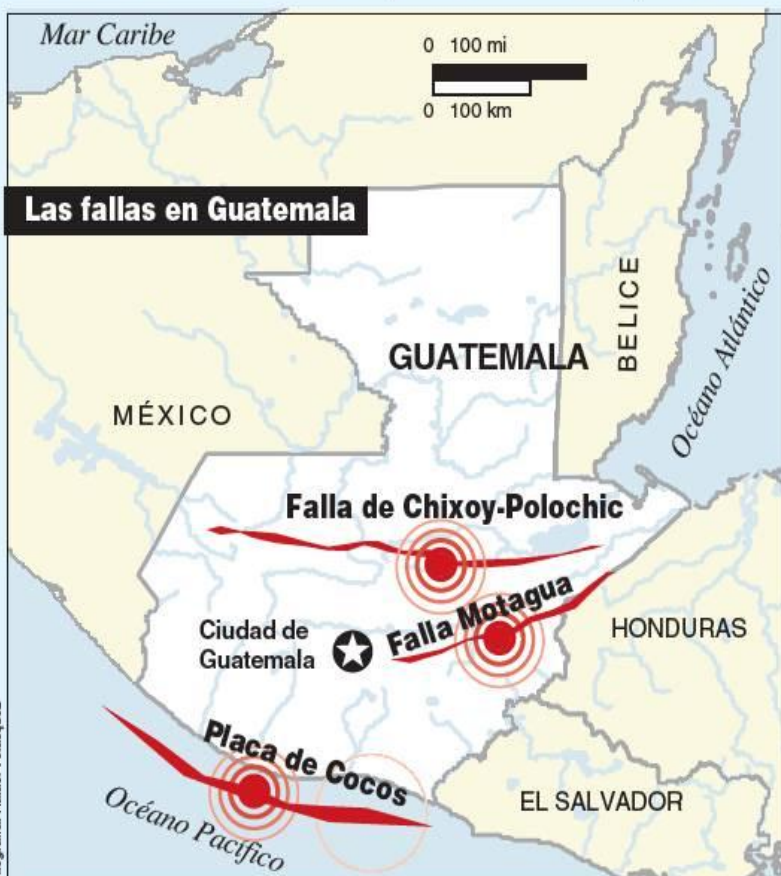 Mar Caribe
0 100 mi
0 100 km
Las fallas en Guatemala
GUATEMALA
BELICE
Océano Atlántico
MÉXICO
Falla de Chixoy-Polochic
Falla Motagua
Ciudad de
Guatemala
HONDURAS
Placa de Cocos
EL SALVADOR
Océano Pacífico